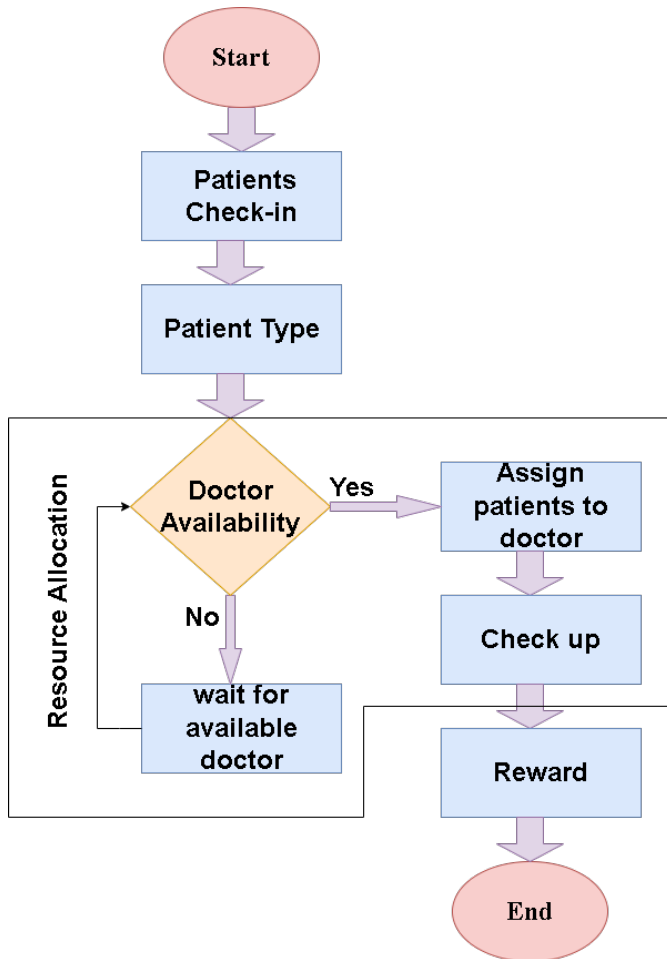 Start
Patients
Check-in
Patient Type
Doctor
Availability
Yes
Assign
patients to
doctor
Resource Allocation
No
Check up
wait for
available
doctor
Reward
End